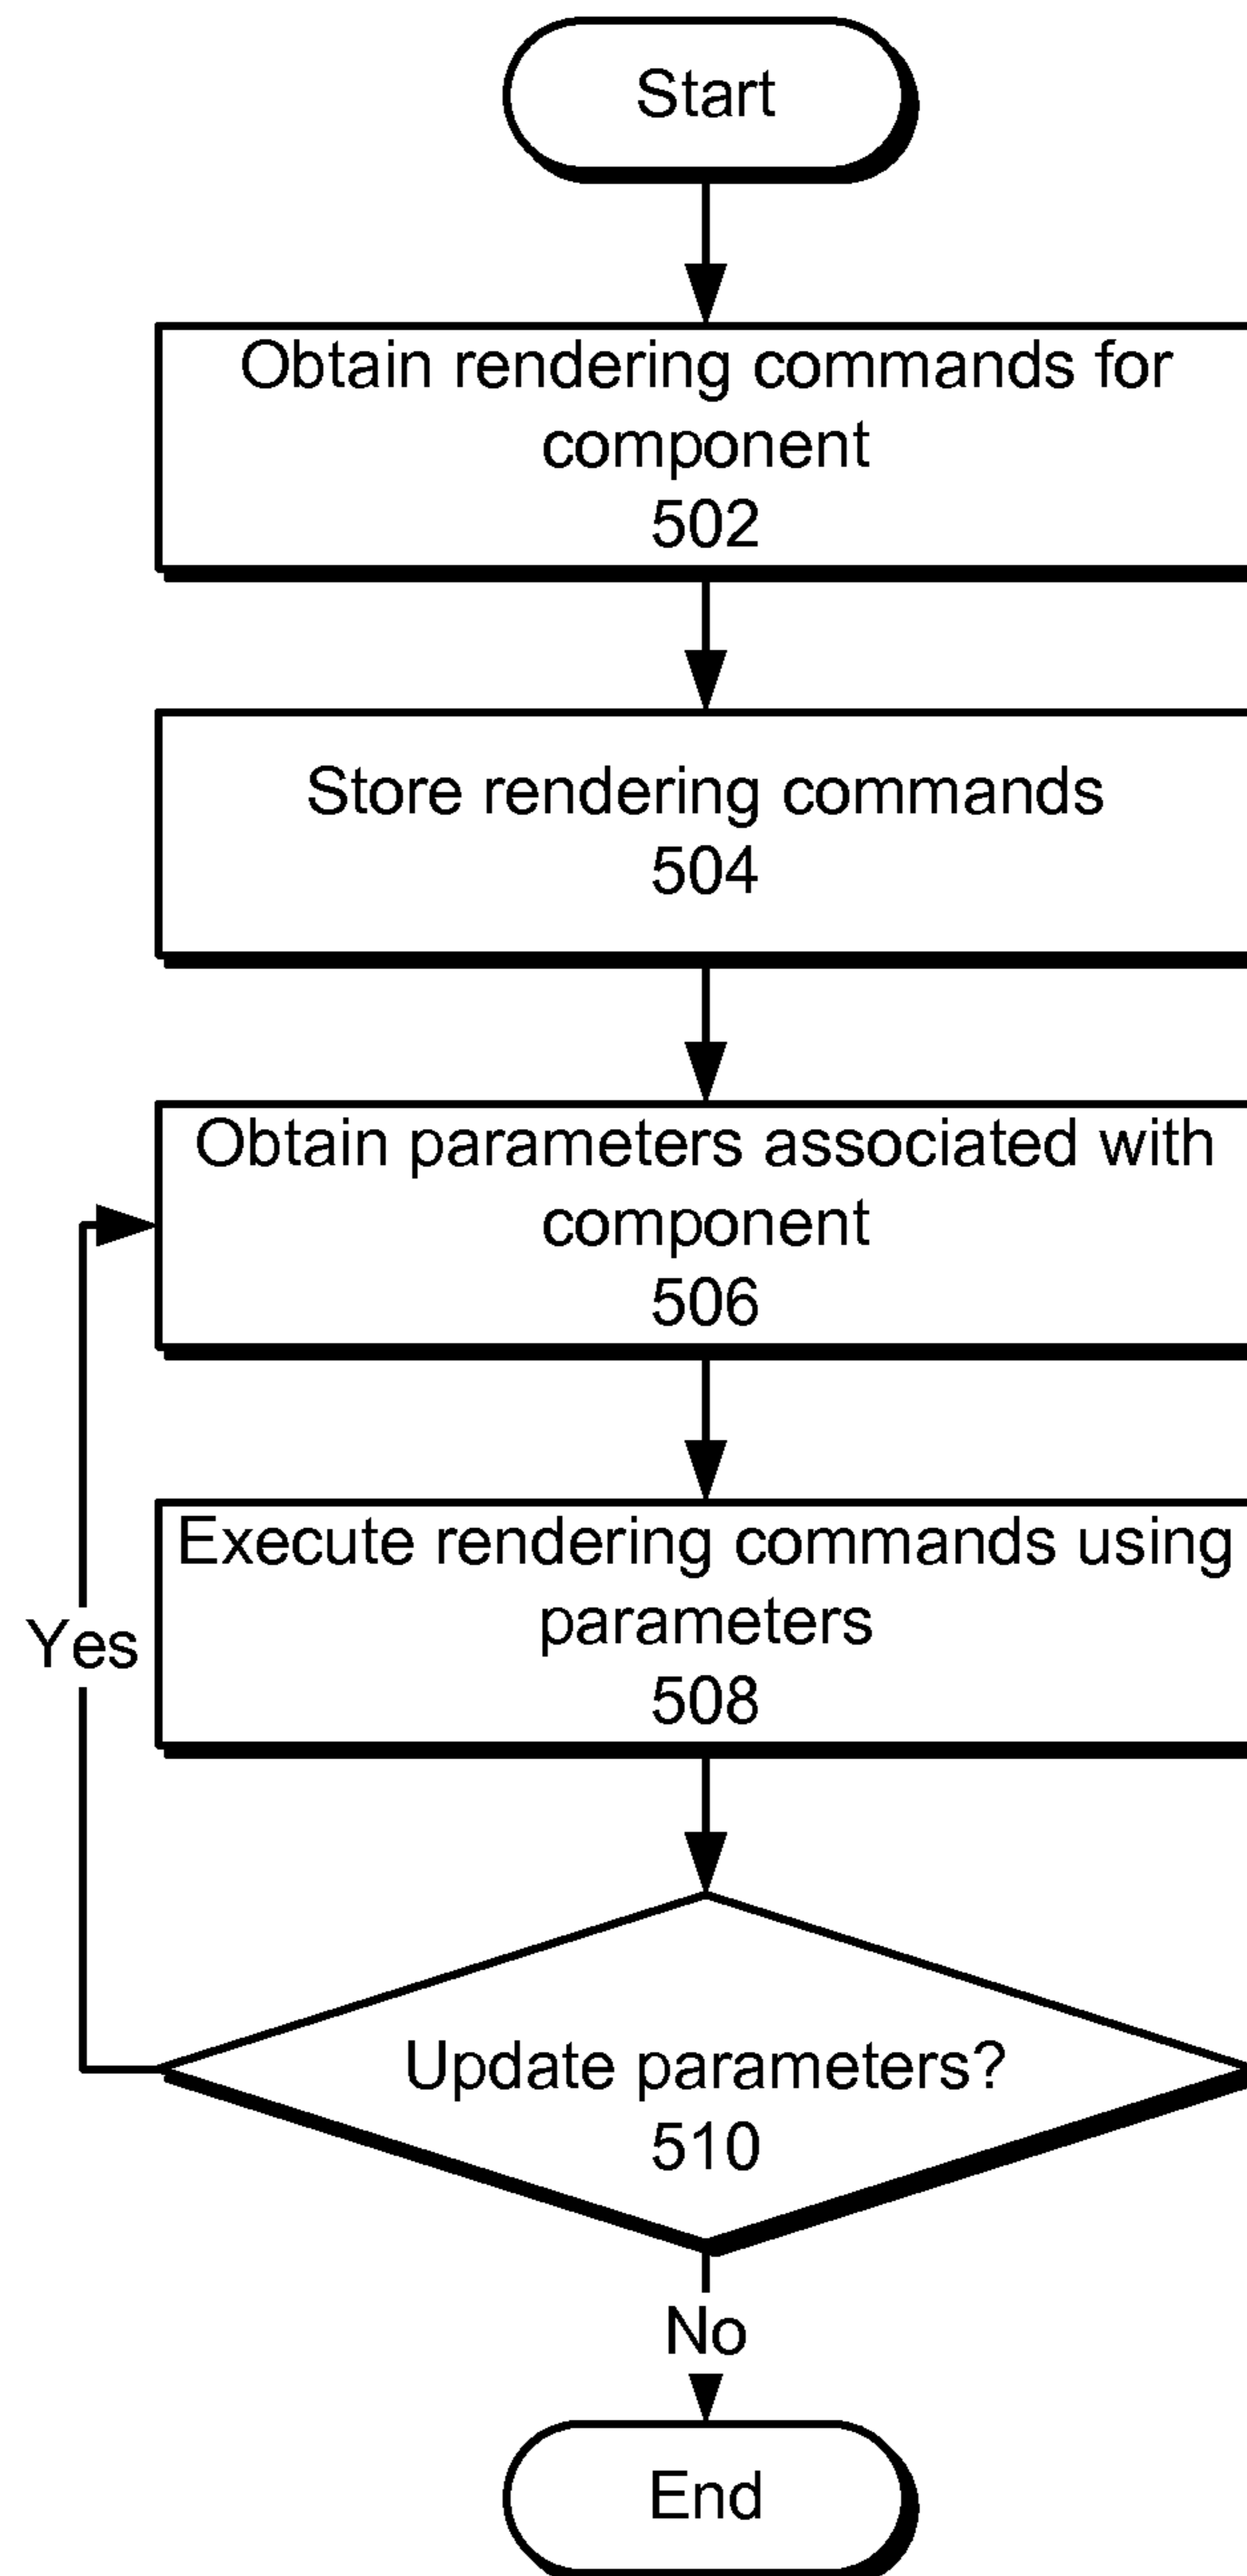 Start
Obtain rendering commands for
component
502
Store rendering commands
504
Obtain parameters associated with
component
506
Execute rendering commands using
parameters
508
Yes
Update parameters?
510
No
End